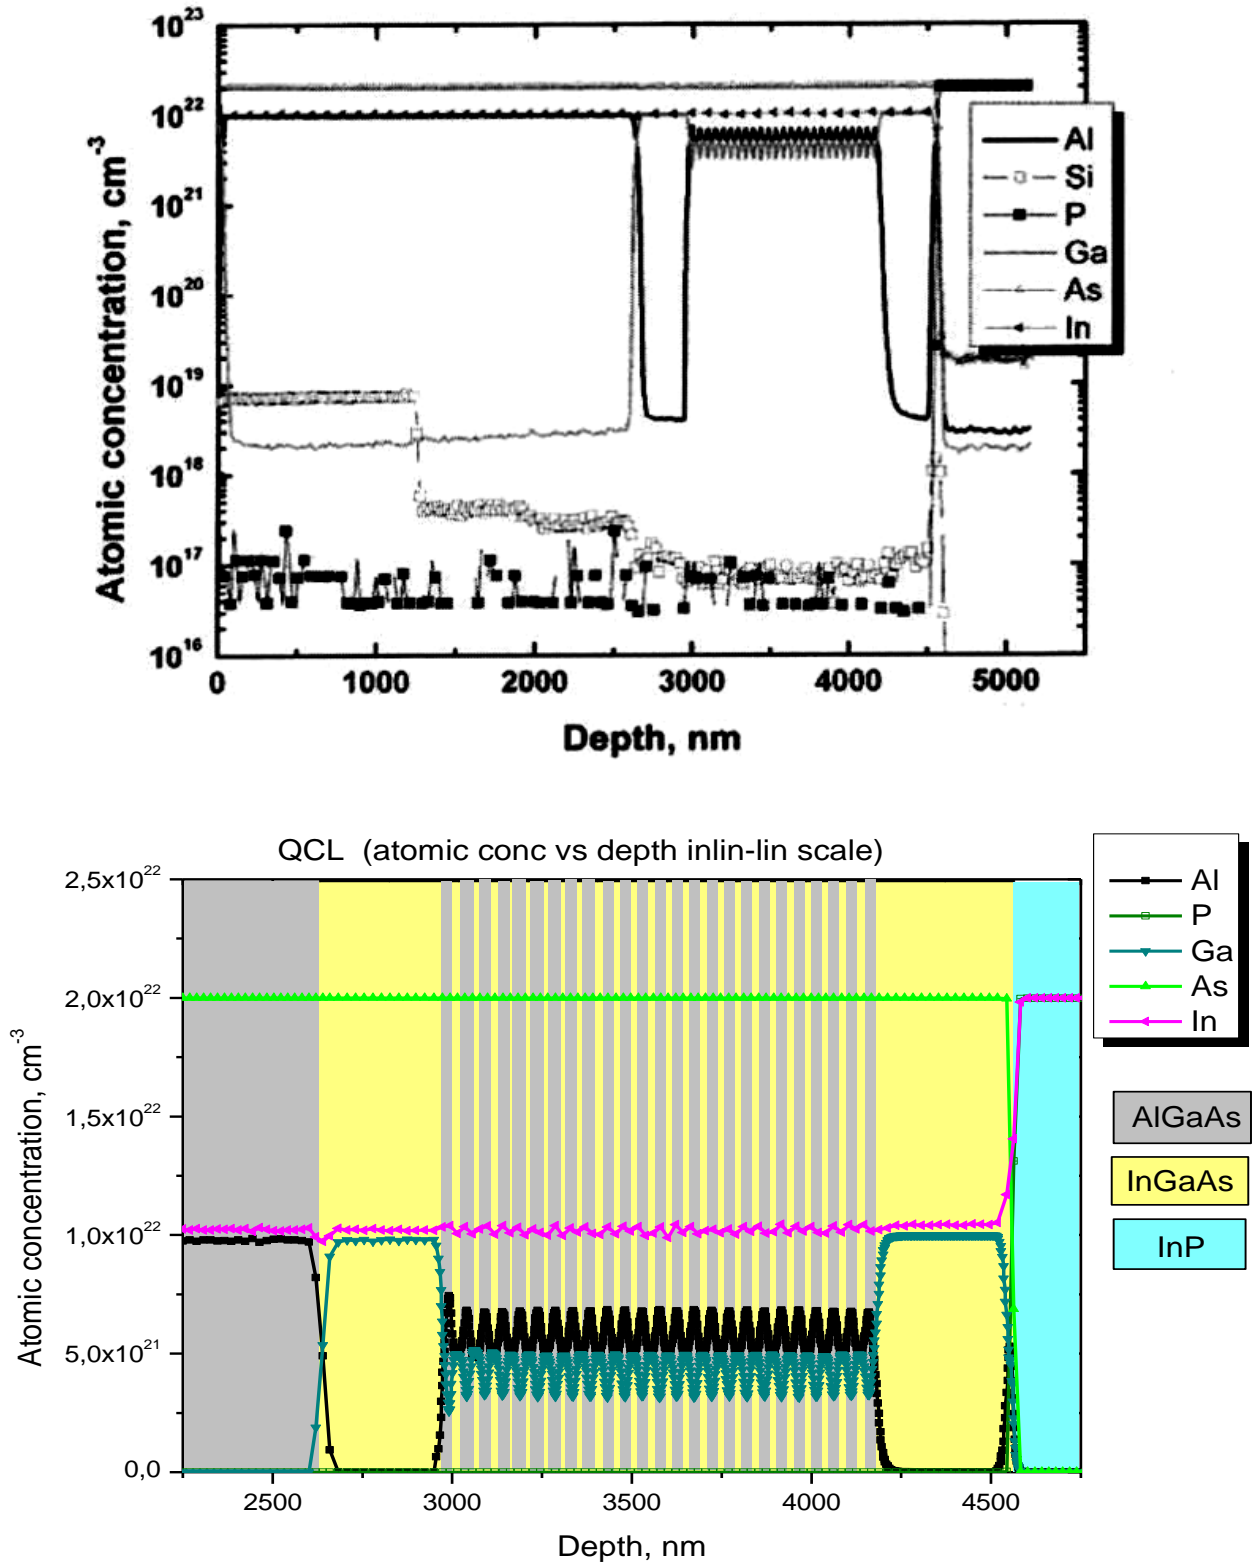 10^23
10^22
10^21
10^20
10^19
10^18
10^17
10^16
Atomic concentration, cm^-3
Al
Si
P
Ga
As
In
0 1000 2000 3000 4000 5000
Depth, nm
QCL (atomic conc vs depth inlin-lin scale)
2,5x10^22
2,0x10^22
1,5x10^22
1,0x10^22
5,0x10^21
0,0
Atomic concentration, cm^-3
Al
P
Ga
As
In
AlGaAs
InGaAs
InP
2500 3000 3500 4000 4500
Depth, nm